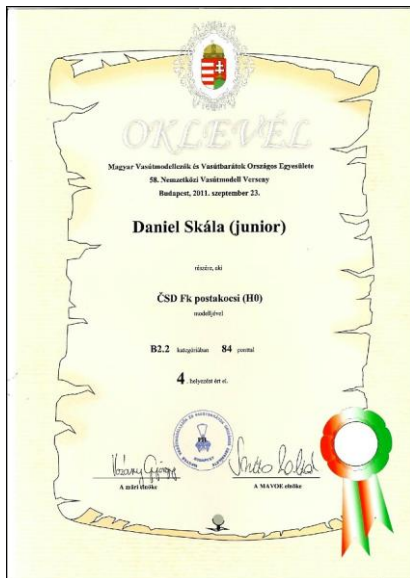 OKLEVÉL
Magyar Vasútmodellezők és Vasútbarátok Országos Egyesülete
58. Nemzetközi Vasútmodell Verseny
Budapest, 2011. szeptember 23.
Daniel Skála (junior)
részére, aki
ČSD Fk postakocsi (H0)
modelljével
B2.2 kategóriában 84 ponttal
4. helyezést ért el.
A zsűri elnöke
A MAVOE elnöke